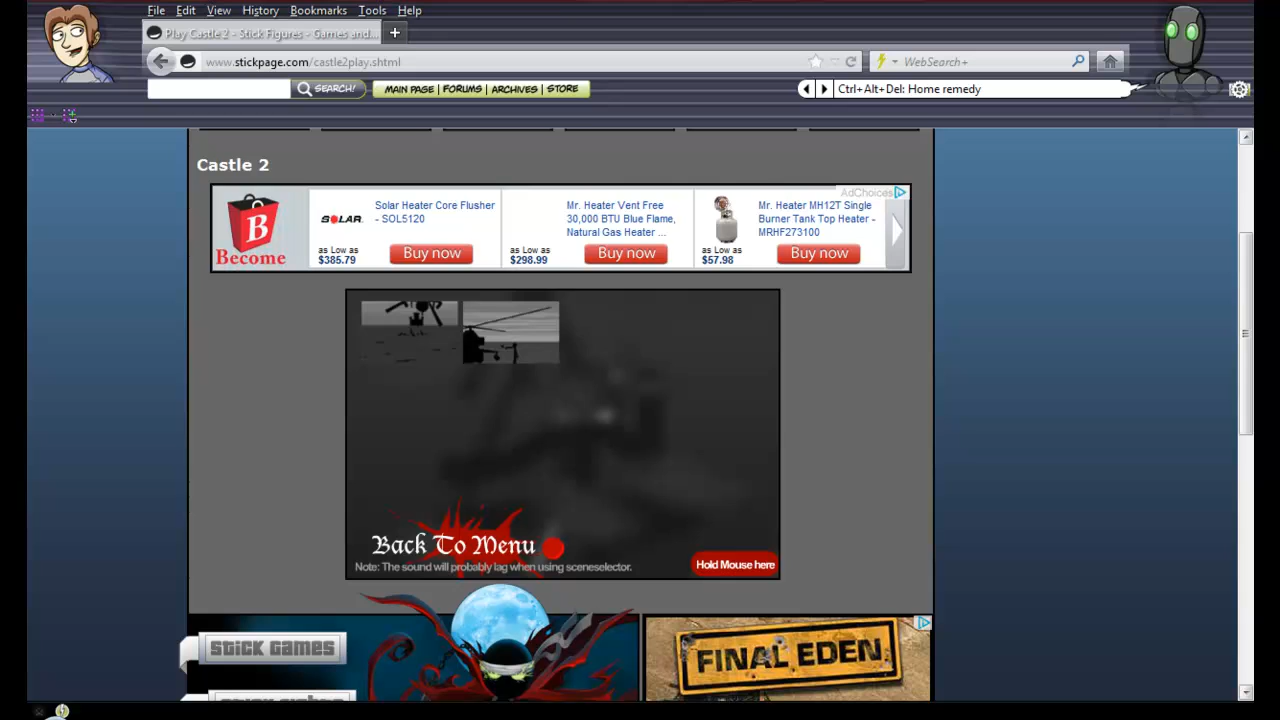 File Edit View History Bookmarks Tools Help
Play Castle 2 - Stick Figures - Games and...
www.stickpage.com/castle2play.shtml
WebSearch+
SEARCH!
MAIN PAGE FORUMS ARCHIVES STORE
Ctrl+Alt+Del: Home remedy
Castle 2
AdChoices
B
Become
SOLAR.
Solar Heater Core Flusher
- SOL5120
as Low as
$385.79
Buy now
Mr. Heater Vent Free
30,000 BTU Blue Flame,
Natural Gas Heater ...
as Low as
$298.99
Buy now
Mr. Heater MH12T Single
Burner Tank Top Heater -
MRHF273100
as Low as
$57.98
Buy now
Back To Menu
Note: The sound will probably lag when using sceneselector.
Hold Mouse here
STICK GAMES
FINAL EDEN